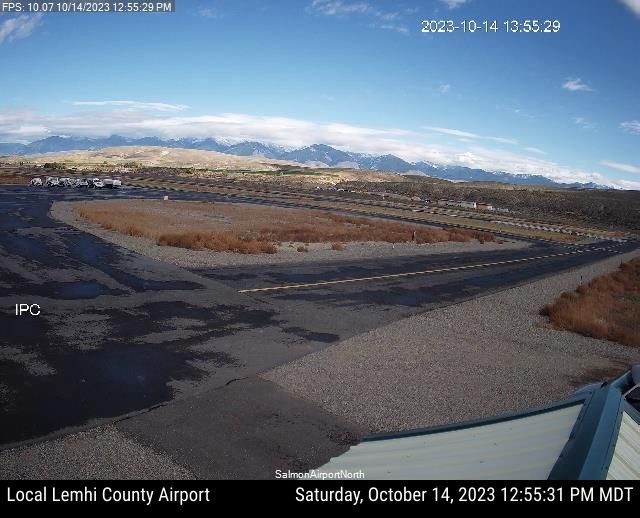 FPS: 10.07 10/14/2023 12:55:29 PM
2023-10-14 13:55:29
IPC
SalmonAirportNorth
Local Lemhi County Airport Saturday, October 14, 2023 12:55:31 PM MDT